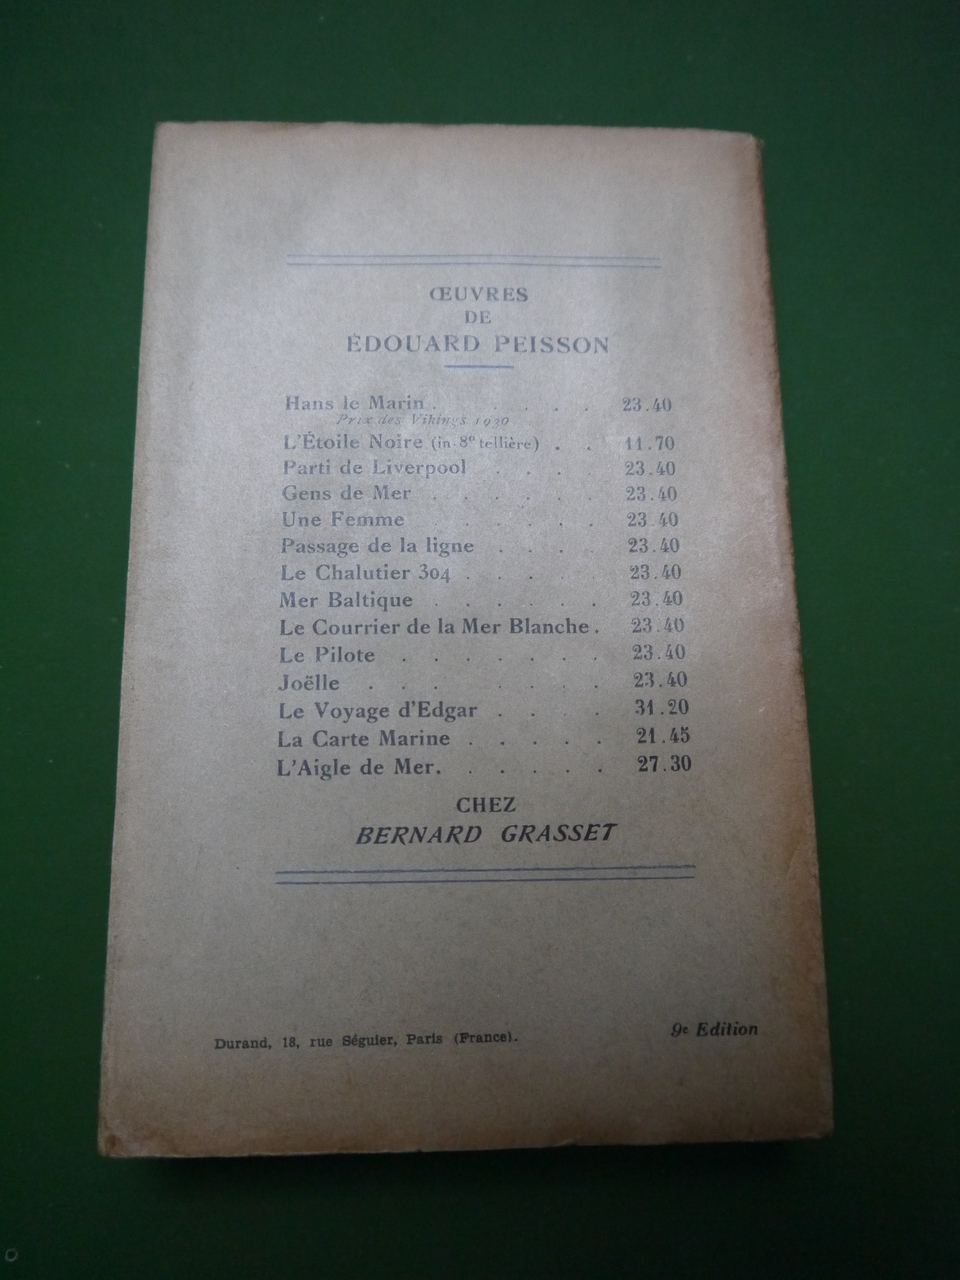 ŒUVRES
DE
ÉDOUARD PEISSON
Hans le Marin . . . . . 23.40
Prix des Vikings 1930
L'Étoile Noire (in-8e tellière) . . 11.70
Parti de Liverpool . . . . 23.40
Gens de Mer . . . . . . 23.40
Une Femme . . . . . . 23.40
Passage de la ligne . . . . 23.40
Le Chalutier 304 . . . . . 23.40
Mer Baltique . . . . . . 23.40
Le Courrier de la Mer Blanche . 23.40
Le Pilote . . . . . . . 23.40
Joëlle . . . . . . . 23.40
Le Voyage d'Edgar . . . . 31.20
La Carte Marine . . . . . 21.45
L'Aigle de Mer. . . . . . 27.30
CHEZ
BERNARD GRASSET
Durand, 18, rue Séguier, Paris (France).
9e Edition